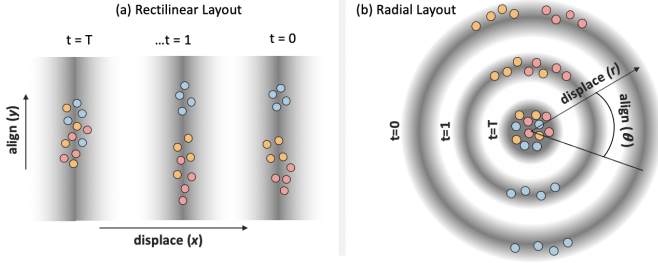 (a) Rectilinear Layout
t = T
...t = 1
t = 0
align (y)
displace (x)
(b) Radial Layout
t=0
t=1
t=T
displace (r)
align (θ)